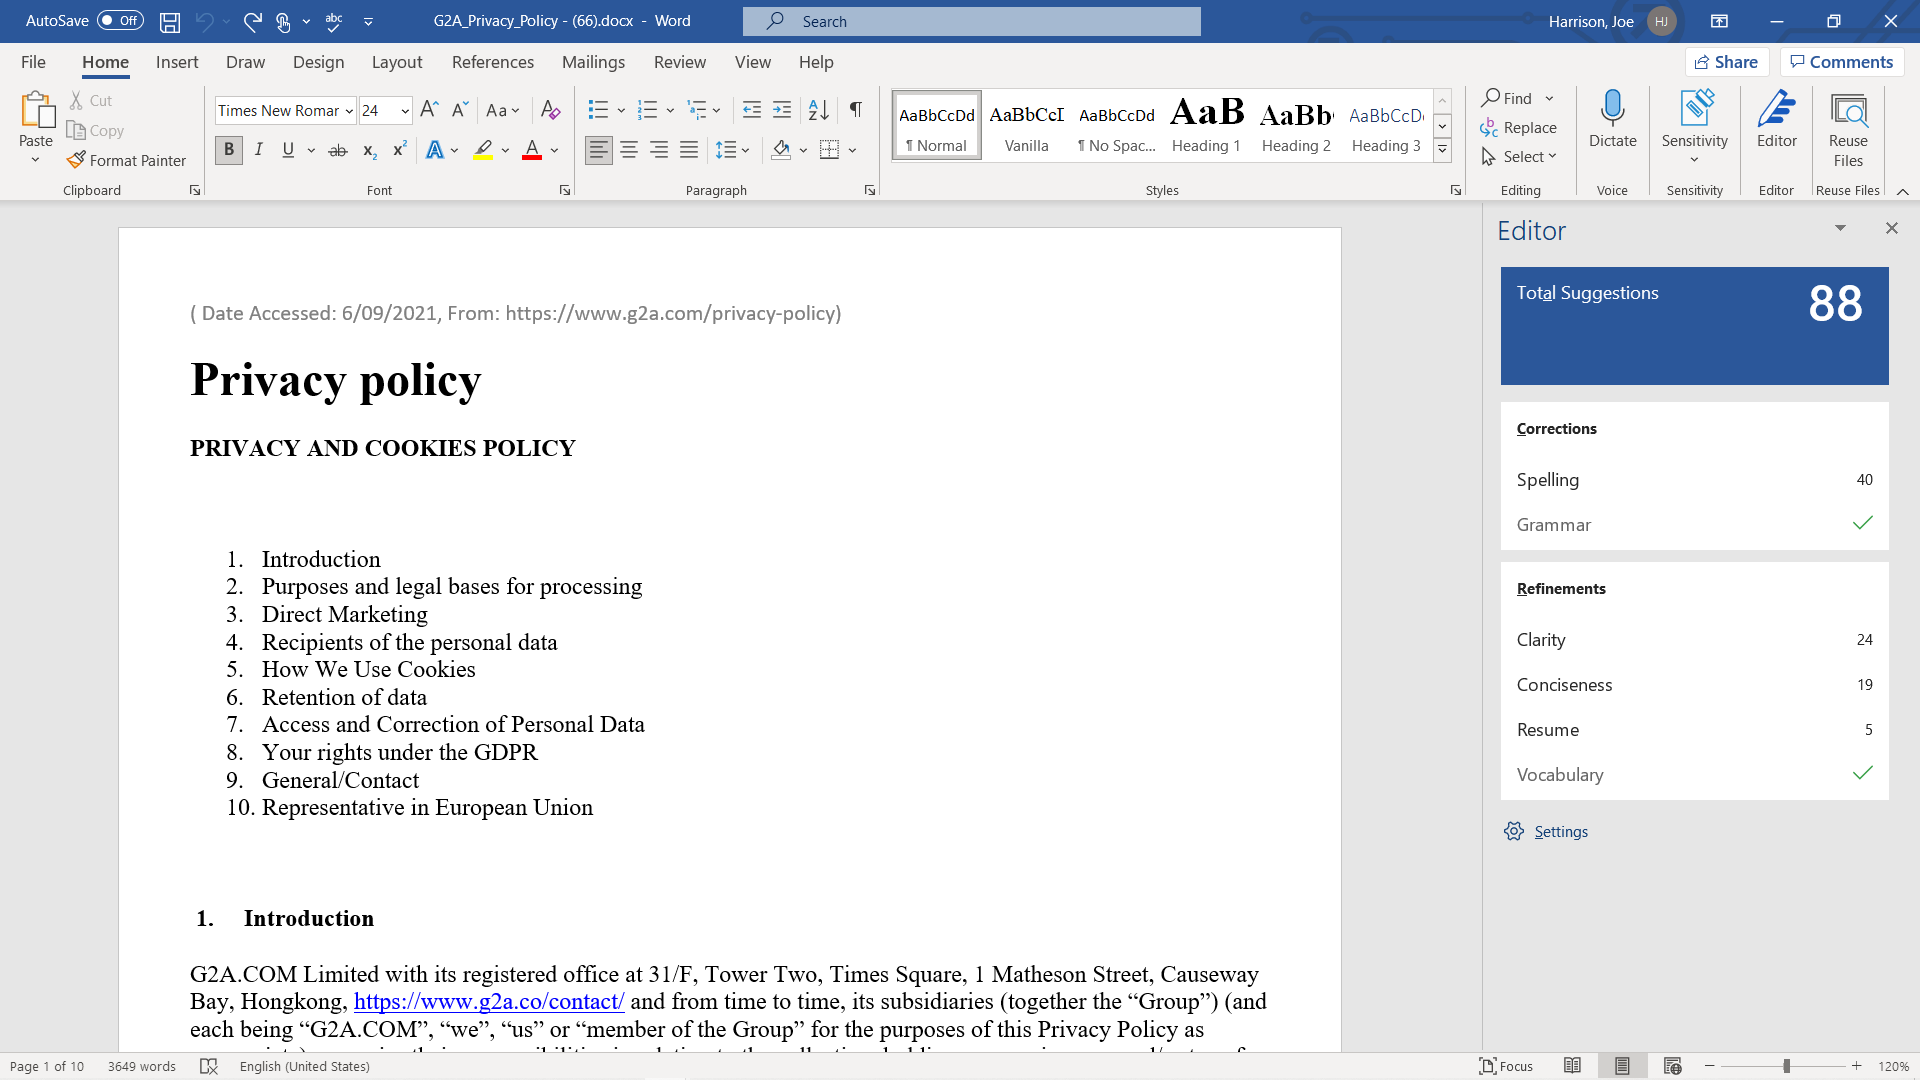 AutoSave Off G2A_Privacy_Policy - (66).docx - Word Search Harrison, Joe HJ
File Home Insert Draw Design Layout References Mailings Review View Help Share Comments
Paste Cut Copy Format Painter Clipboard
Times New Romar 24 Font
Paragraph
AaBbCcDd AaBbCcI AaBbCcDd AaB AaBb AaBbCcD
¶ Normal Vanilla ¶ No Spac... Heading 1 Heading 2 Heading 3
Styles
Find Replace Select Editing
Dictate Voice
Sensitivity Sensitivity
Editor Editor
Reuse Files Reuse Files
( Date Accessed: 6/09/2021, From: https://www.g2a.com/privacy-policy)
Privacy policy
PRIVACY AND COOKIES POLICY
1. Introduction
2. Purposes and legal bases for processing
3. Direct Marketing
4. Recipients of the personal data
5. How We Use Cookies
6. Retention of data
7. Access and Correction of Personal Data
8. Your rights under the GDPR
9. General/Contact
10. Representative in European Union
1. Introduction
G2A.COM Limited with its registered office at 31/F, Tower Two, Times Square, 1 Matheson Street, Causeway
Bay, Hongkong, https://www.g2a.co/contact/ and from time to time, its subsidiaries (together the “Group”) (and
each being “G2A.COM”, “we”, “us” or “member of the Group” for the purposes of this Privacy Policy as
Editor
Total Suggestions 88
Corrections
Spelling 40
Grammar
Refinements
Clarity 24
Conciseness 19
Resume 5
Vocabulary
Settings
Page 1 of 10 3649 words English (United States) Focus 120%